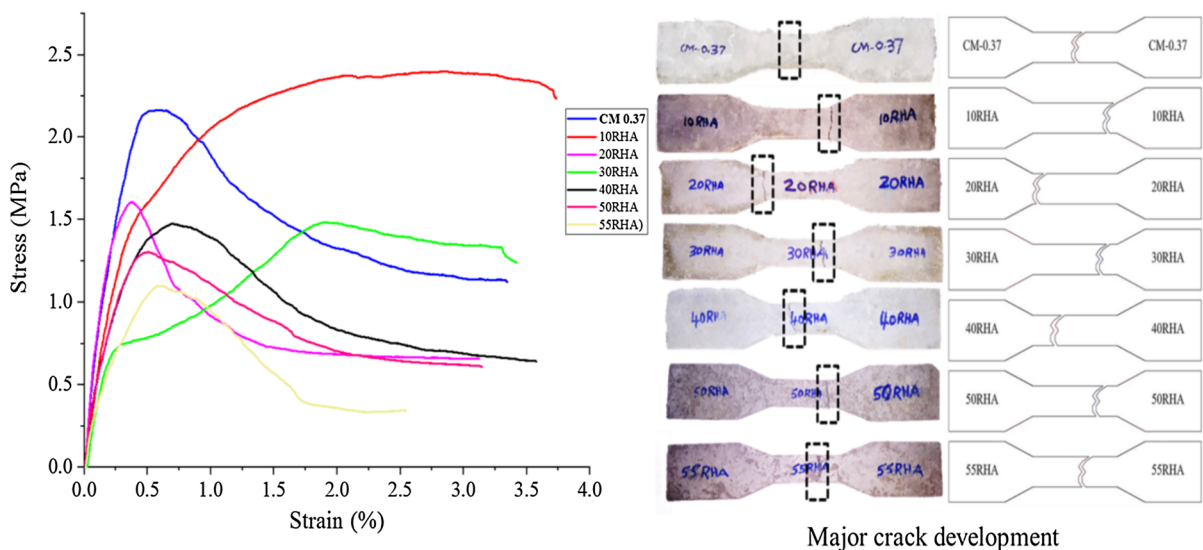 Stress (MPa)
2.5
2.0
1.5
1.0
0.5
0.0
0.0 0.5 1.0 1.5 2.0 2.5 3.0 3.5 4.0
Strain (%)
CM 0.37
10RHA
20RHA
30RHA
40RHA
50RHA
55RHA)
CM-0.37 CM-0.37
10RHA 10RHA
20RHA 20RHA 20RHA
30RHA 30RHA 30RHA
40RHA 40RHA 40RHA
50RHA 50RHA 50RHA
55RHA 55RHA 55RHA
CM-0.37 CM-0.37
10RHA 10RHA
20RHA 20RHA
30RHA 30RHA
40RHA 40RHA
50RHA 50RHA
55RHA 55RHA
Major crack development